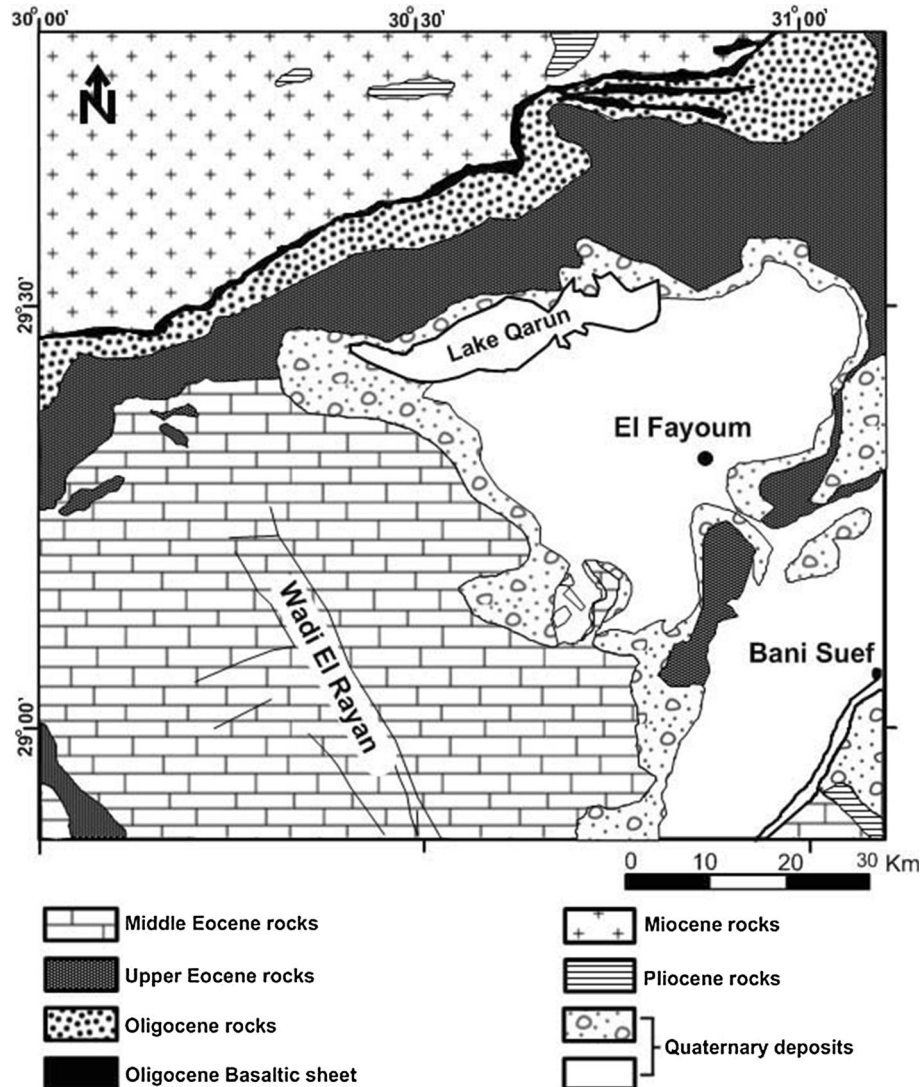 30° 00'
30° 30'
31° 00'
N
29° 30'
Lake Qarun
El Fayoum
Wadi El Rayan
Bani Suef
29° 00'
0 10 20 30 Km
Middle Eocene rocks
Upper Eocene rocks
Oligocene rocks
Oligocene Basaltic sheet
Miocene rocks
Pliocene rocks
Quaternary deposits